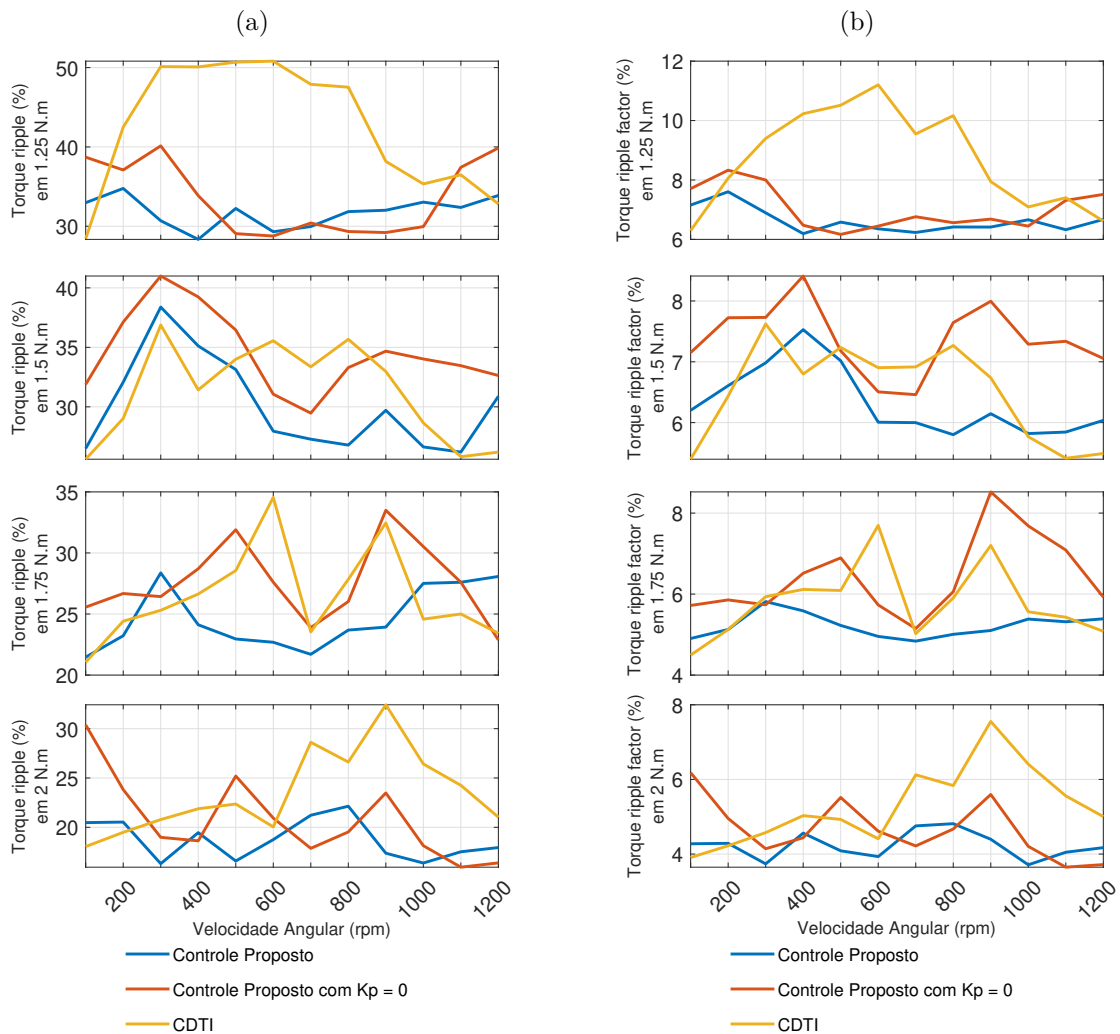 (a)
(b)
Torque ripple (%)
em 1.25 N.m
50
40
30
Torque ripple factor (%)
em 1.25 N.m
12
10
8
6
Torque ripple (%)
em 1.5 N.m
40
35
30
Torque ripple factor (%)
em 1.5 N.m
8
7
6
Torque ripple (%)
em 1.75 N.m
35
30
25
20
Torque ripple factor (%)
em 1.75 N.m
8
6
4
Torque ripple (%)
em 2 N.m
30
25
20
Torque ripple factor (%)
em 2 N.m
8
6
4
200 400 600 800 1000 1200
200 400 600 800 1000 1200
Velocidade Angular (rpm)
Velocidade Angular (rpm)
Controle Proposto
Controle Proposto com Kp = 0
CDTI
Controle Proposto
Controle Proposto com Kp = 0
CDTI